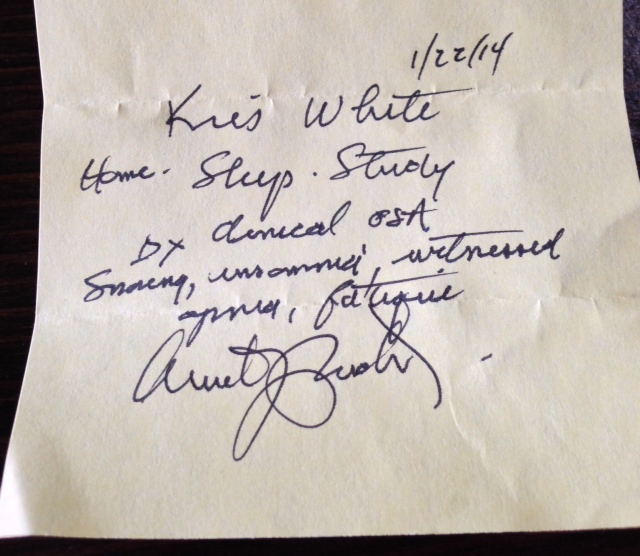 1/22/14
Kris White
Home. Sleep. Study
DX clinical OSA
Snoring, insomnia, witnessed
apnea, fatigue